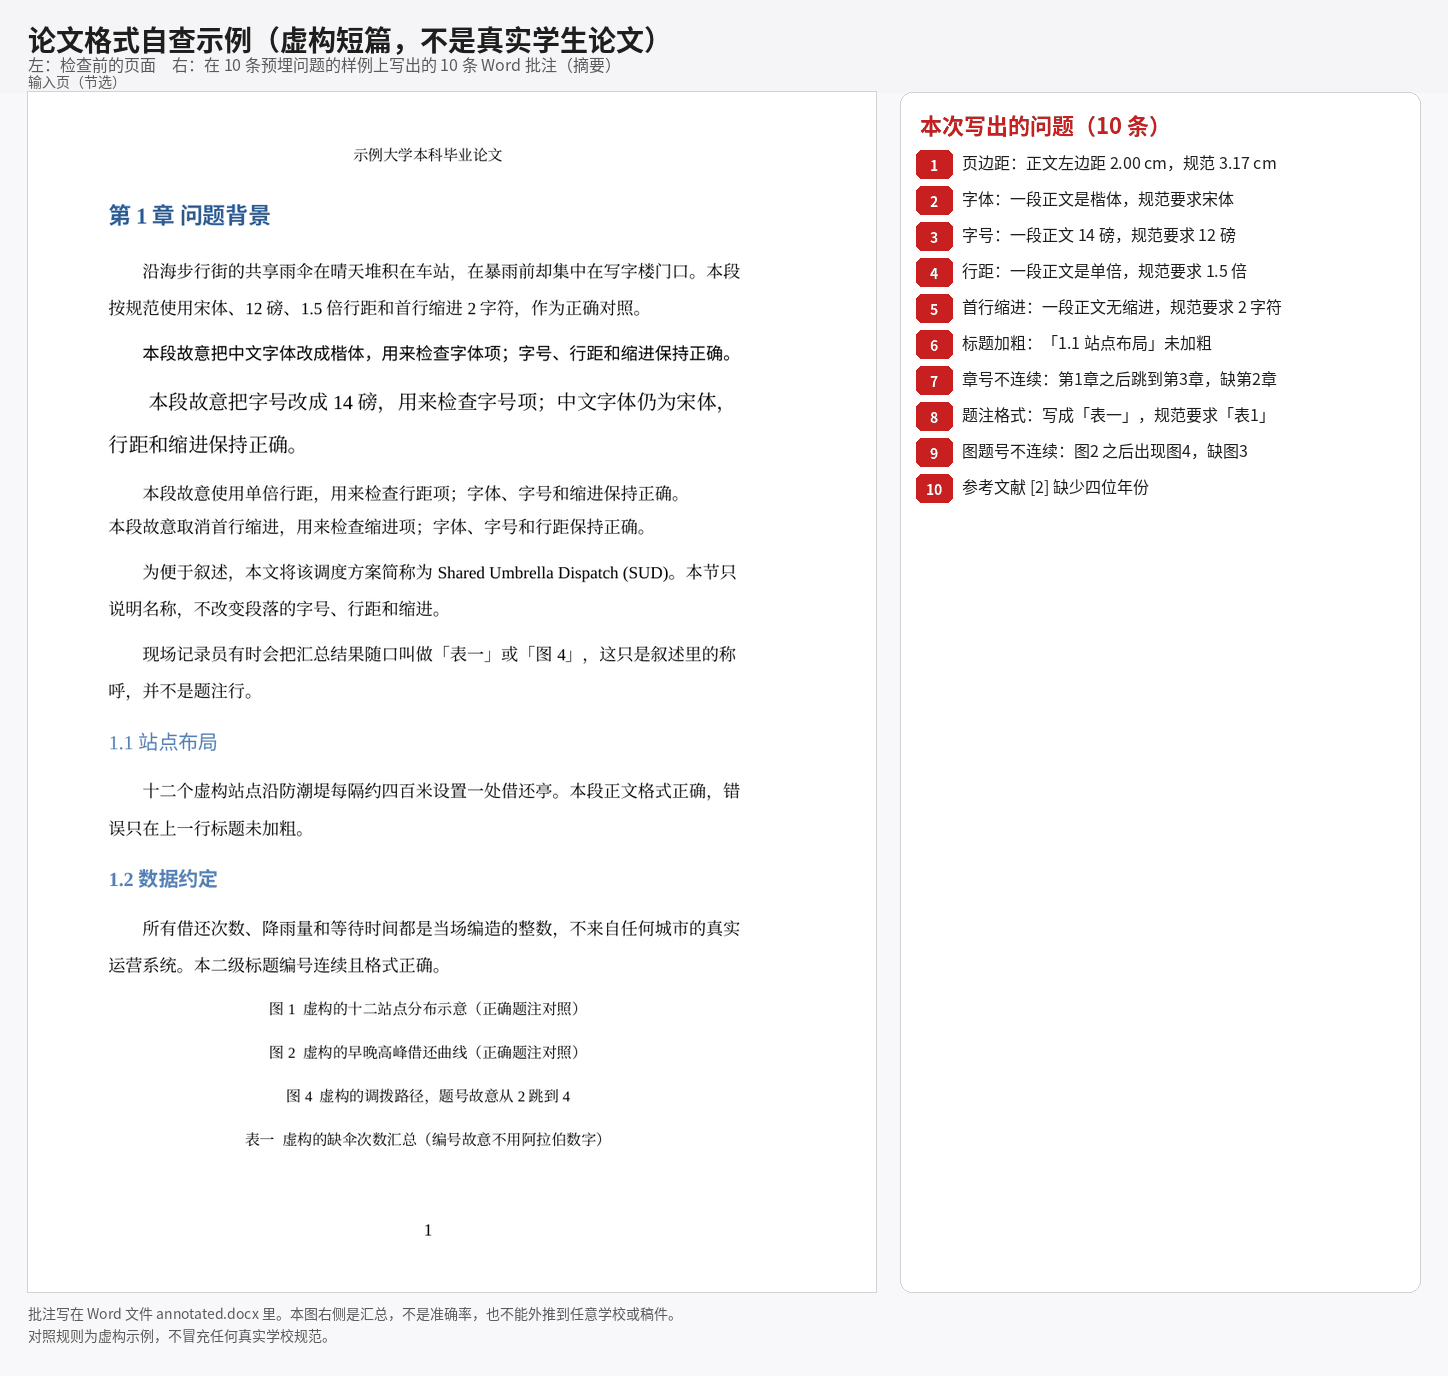 论文格式自查示例（虚构短篇，不是真实学生论文）
左：检查前的页面　右：在 10 条预埋问题的样例上写出的 10 条 Word 批注（摘要）
输入页（节选）
示例大学本科毕业论文
第 1 章 问题背景
沿海步行街的共享雨伞在晴天堆积在车站，在暴雨前却集中在写字楼门口。本段
按规范使用宋体、12 磅、1.5 倍行距和首行缩进 2 字符，作为正确对照。
本段故意把中文字体改成楷体，用来检查字体项；字号、行距和缩进保持正确。
本段故意把字号改成 14 磅，用来检查字号项；中文字体仍为宋体，
行距和缩进保持正确。
本段故意使用单倍行距，用来检查行距项；字体、字号和缩进保持正确。
本段故意取消首行缩进，用来检查缩进项；字体、字号和行距保持正确。
为便于叙述，本文将该调度方案简称为 Shared Umbrella Dispatch (SUD)。本节只
说明名称，不改变段落的字号、行距和缩进。
现场记录员有时会把汇总结果随口叫做「表一」或「图 4」，这只是叙述里的称
呼，并不是题注行。
1.1 站点布局
十二个虚构站点沿防潮堤每隔约四百米设置一处借还亭。本段正文格式正确，错
误只在上一行标题未加粗。
1.2 数据约定
所有借还次数、降雨量和等待时间都是当场编造的整数，不来自任何城市的真实
运营系统。本二级标题编号连续且格式正确。
图 1 虚构的十二站点分布示意（正确题注对照）
图 2 虚构的早晚高峰借还曲线（正确题注对照）
图 4 虚构的调拨路径，题号故意从 2 跳到 4
表一 虚构的缺伞次数汇总（编号故意不用阿拉伯数字）
1
本次写出的问题（10 条）
1 页边距：正文左边距 2.00 cm，规范 3.17 cm
2 字体：一段正文是楷体，规范要求宋体
3 字号：一段正文 14 磅，规范要求 12 磅
4 行距：一段正文是单倍，规范要求 1.5 倍
5 首行缩进：一段正文无缩进，规范要求 2 字符
6 标题加粗：「1.1 站点布局」未加粗
7 章号不连续：第1章之后跳到第3章，缺第2章
8 题注格式：写成「表一」，规范要求「表1」
9 图题号不连续：图2 之后出现图4，缺图3
10 参考文献 [2] 缺少四位年份
批注写在 Word 文件 annotated.docx 里。本图右侧是汇总，不是准确率，也不能外推到任意学校或稿件。
对照规则为虚构示例，不冒充任何真实学校规范。